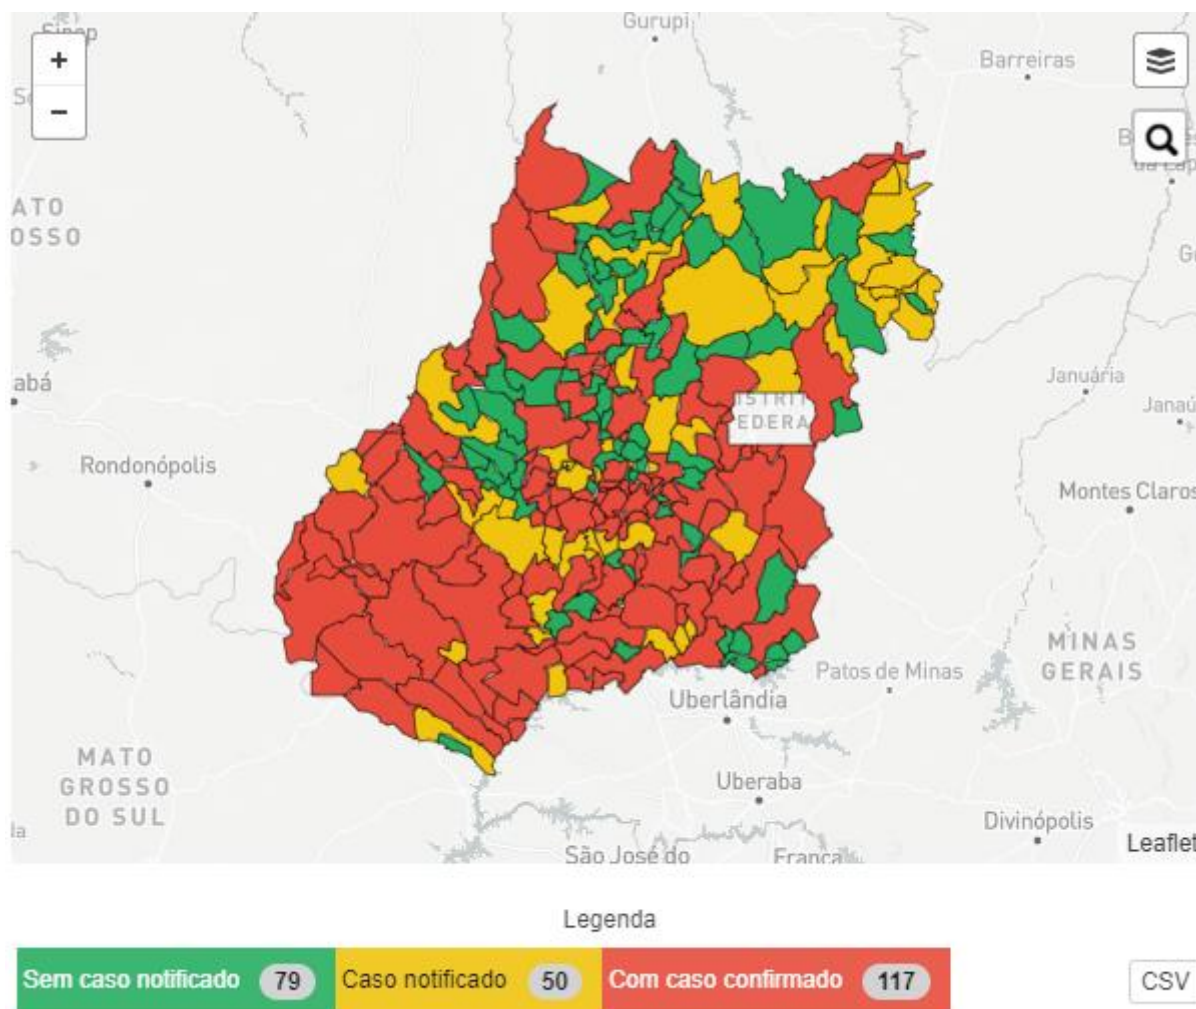 Gurupi
+
−
Barreiras
ATO
OSSO
abá
Januária
DISTRIT
EDERA
Rondonópolis
Montes Claros
MINAS
GERAIS
Patos de Minas
Uberlândia
MATO
GROSSO
DO SUL
Uberaba
Divinópolis
Leaflet
São José do
Franca
Legenda
Sem caso notificado 79
Caso notificado 50
Com caso confirmado 117
CSV